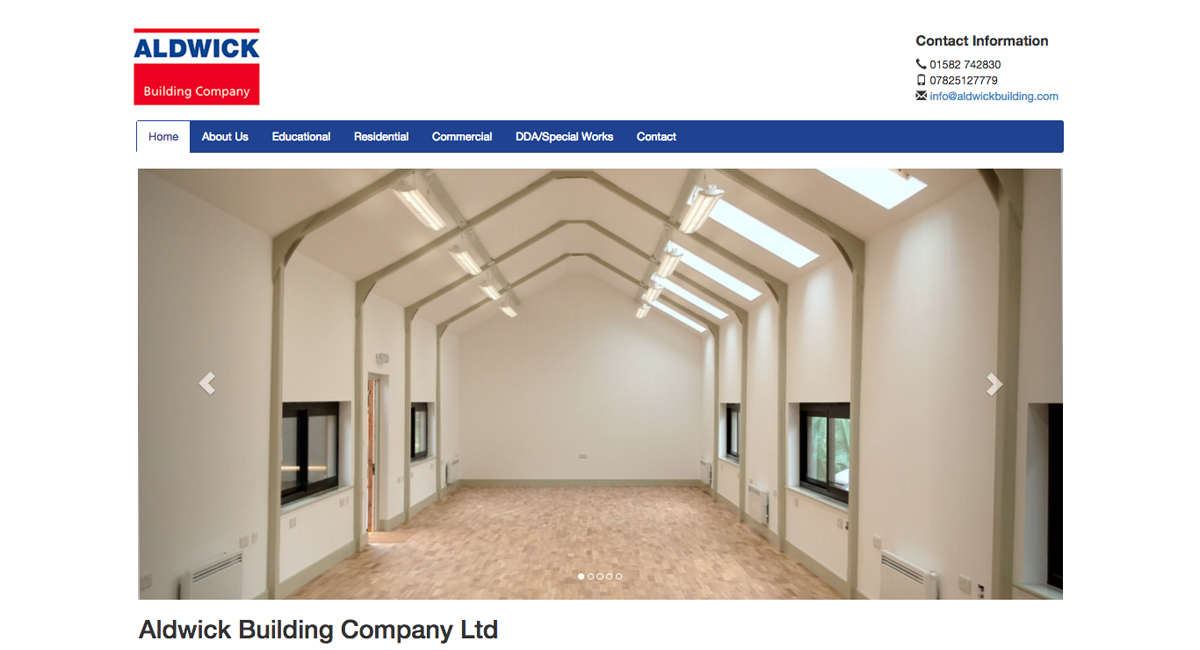 ALDWICK
Building Company
Contact Information
01582 742830
07825127779
info@aldwickbuilding.com
Home About Us Educational Residential Commercial DDA/Special Works Contact
Aldwick Building Company Ltd